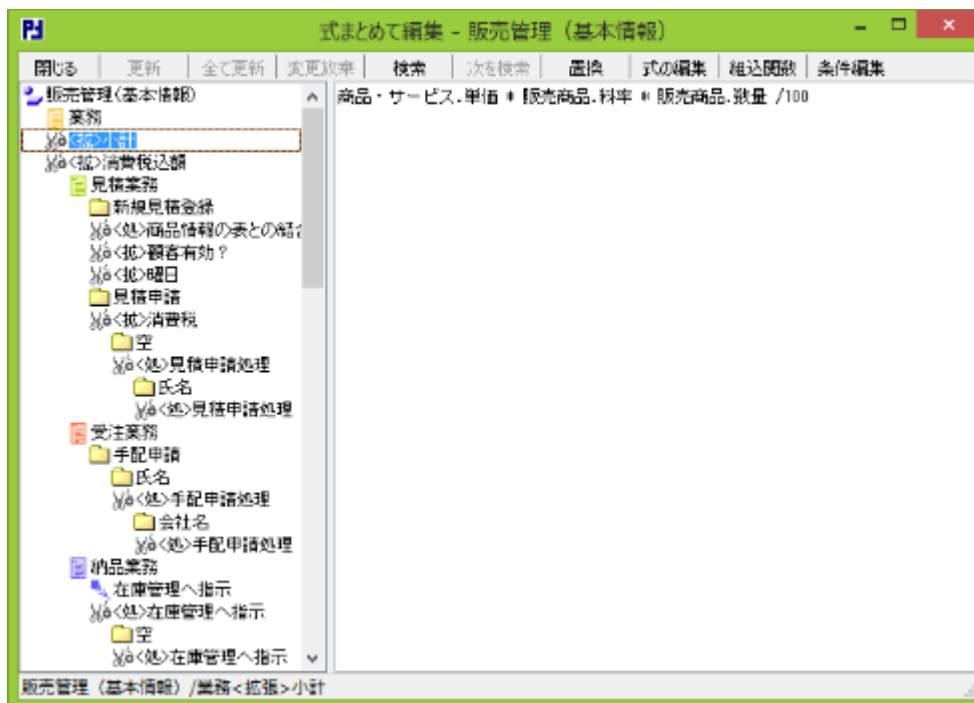 式まとめて編集 - 販売管理（基本情報）
閉じる 更新 全て更新 変更放棄 検索 次を検索 置換 式の編集 組込関数 条件編集
販売管理(基本情報)
商品・サービス.単価 * 販売商品.料率 * 販売商品.数量 /100
業務
<拡>小計
<拡>消費税込額
見積業務
新規見積登録
<処>商品情報の表との結合
<拡>顧客有効？
<拡>曜日
見積申請
<拡>消費税
空
<処>見積申請処理
氏名
<処>見積申請処理
受注業務
手配申請
氏名
<処>手配申請処理
会社名
<処>手配申請処理
納品業務
在庫管理へ指示
<処>在庫管理へ指示
空
<処>在庫管理へ指示
販売管理（基本情報）/業務<拡張>小計